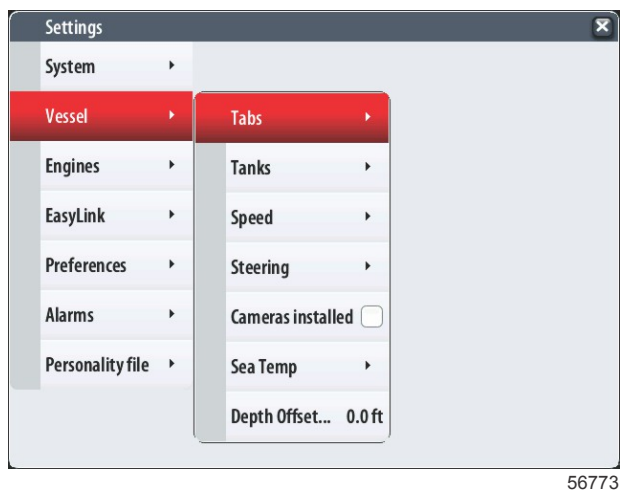 Settings
System
Vessel
Engines
EasyLink
Preferences
Alarms
Personality file
Tabs
Tanks
Speed
Steering
Cameras installed
Sea Temp
Depth Offset... 0.0 ft
56773